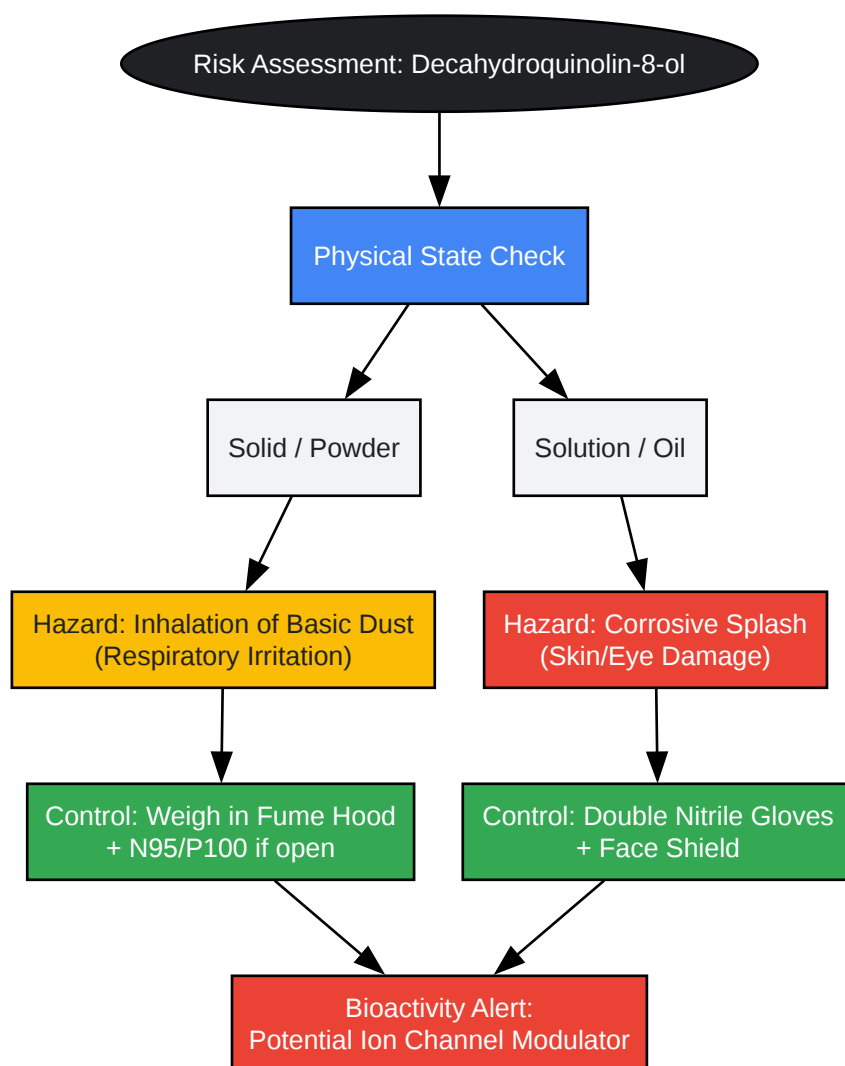 Risk Assessment: Decahydroquinolin-8-ol
Physical State Check
Solid / Powder
Solution / Oil
Hazard: Inhalation of Basic Dust
(Respiratory Irritation)
Hazard: Corrosive Splash
(Skin/Eye Damage)
Control: Weigh in Fume Hood
+ N95/P100 if open
Control: Double Nitrile Gloves
+ Face Shield
Bioactivity Alert:
Potential Ion Channel Modulator